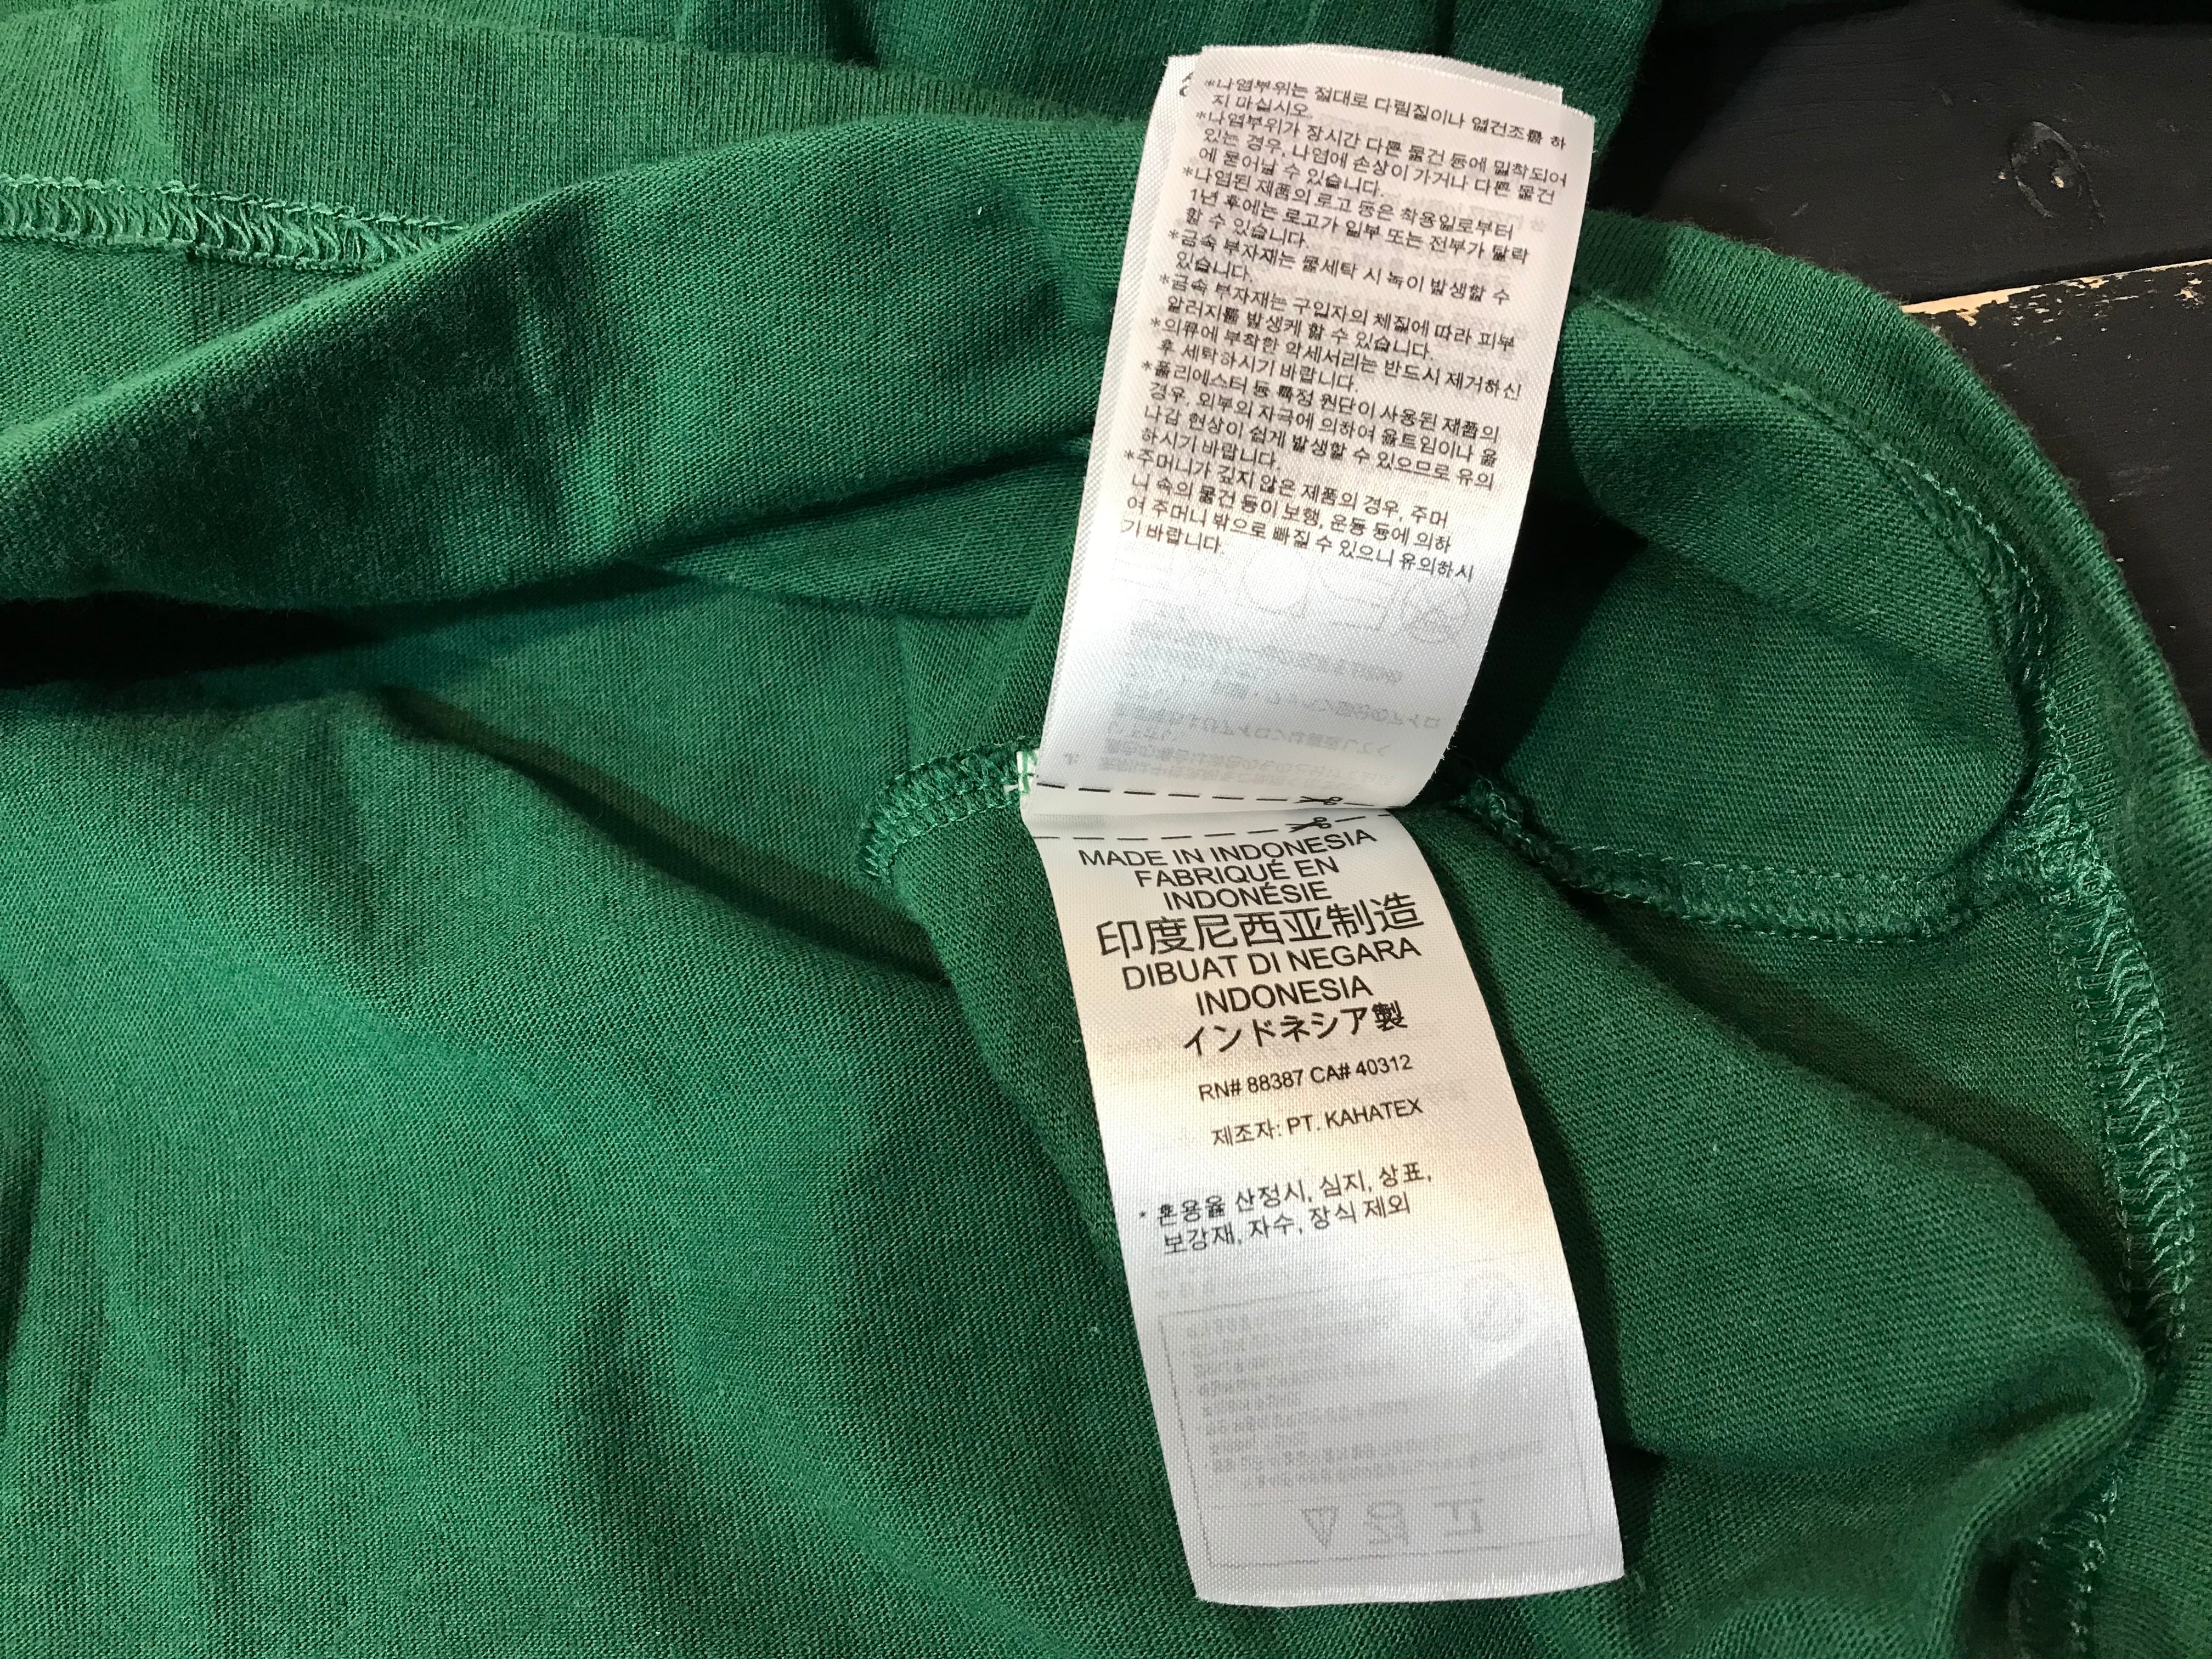 *나염부위는 절대로 다림질이나 열건조를 하
지 마십시오.
*나염부위가 장시간 다른 물건 등에 밀착되어
있는 경우, 나염에 손상이 가거나 다른 물건
에 묻어날 수 있습니다.
*나염된 제품의 로고 등은 착용일로부터
1년 후에는 로고가 일부 또는 전부가 탈락
할 수 있습니다.
*금속 부자재는 물세탁 시 녹이 발생할 수
있습니다.
*금속 부자재는 구입자의 체질에 따라 피부
알러지를 발생케 할 수 있습니다.
*의류에 부착한 악세서리는 반드시 제거하신
후 세탁하시기 바랍니다.
*폴리에스터 등 특정 원단이 사용된 제품의
경우, 외부의 자극에 의하여 올트임이나 올
나감 현상이 쉽게 발생할 수 있으므로 유의
하시기 바랍니다.
*주머니가 깊지 않은 제품의 경우, 주머
니 속의 물건 등이 보행, 운동 등에 의하
여 주머니 밖으로 빠질 수 있으니 유의하시
기 바랍니다.
MADE IN INDONESIA
FABRIQUÉ EN
INDONÉSIE
印度尼西亚制造
DIBUAT DI NEGARA
INDONESIA
インドネシア製
RN# 88387 CA# 40312
제조자: PT. KAHATEX
* 혼용율 산정시, 심지, 상표,
보강재, 자수, 장식 제외